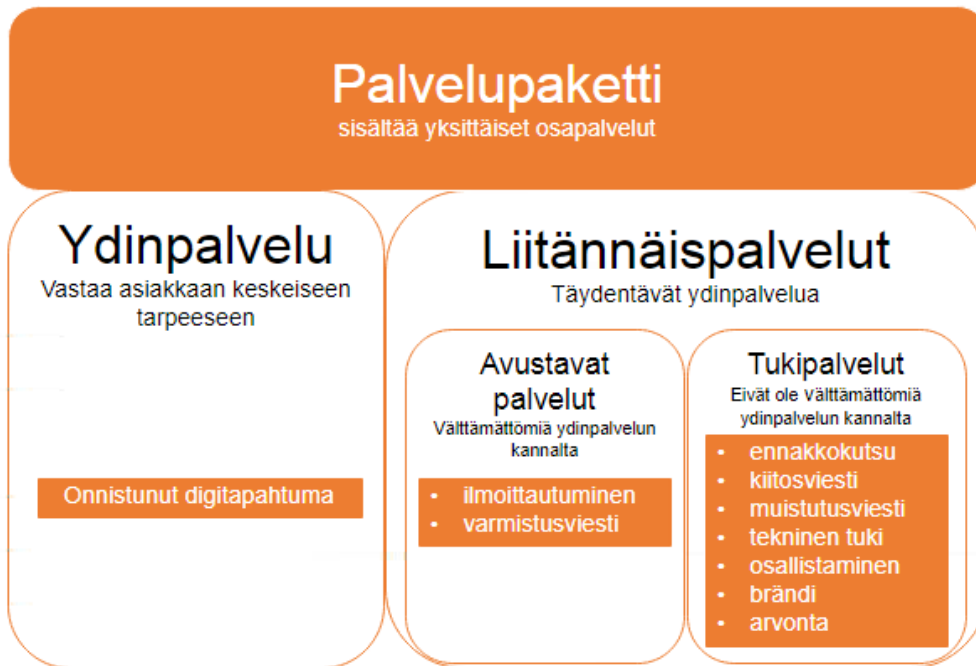 Palvelupaketti
sisältää yksittäiset osapalvelut
Ydinpalvelu
Vastaa asiakkaan keskeiseen
tarpeeseen
Onnistunut digitapahtuma
Liitännäispalvelut
Täydentävät ydinpalvelua
Avustavat
palvelut
Välttämättömiä ydinpalvelun
kannalta
• ilmoittautuminen
• varmistusviesti
Tukipalvelut
Eivät ole välttämättömiä
ydinpalvelun kannalta
• ennakkokutsu
• kiitosviesti
• muistutusviesti
• tekninen tuki
• osallistaminen
• brändi
• arvonta